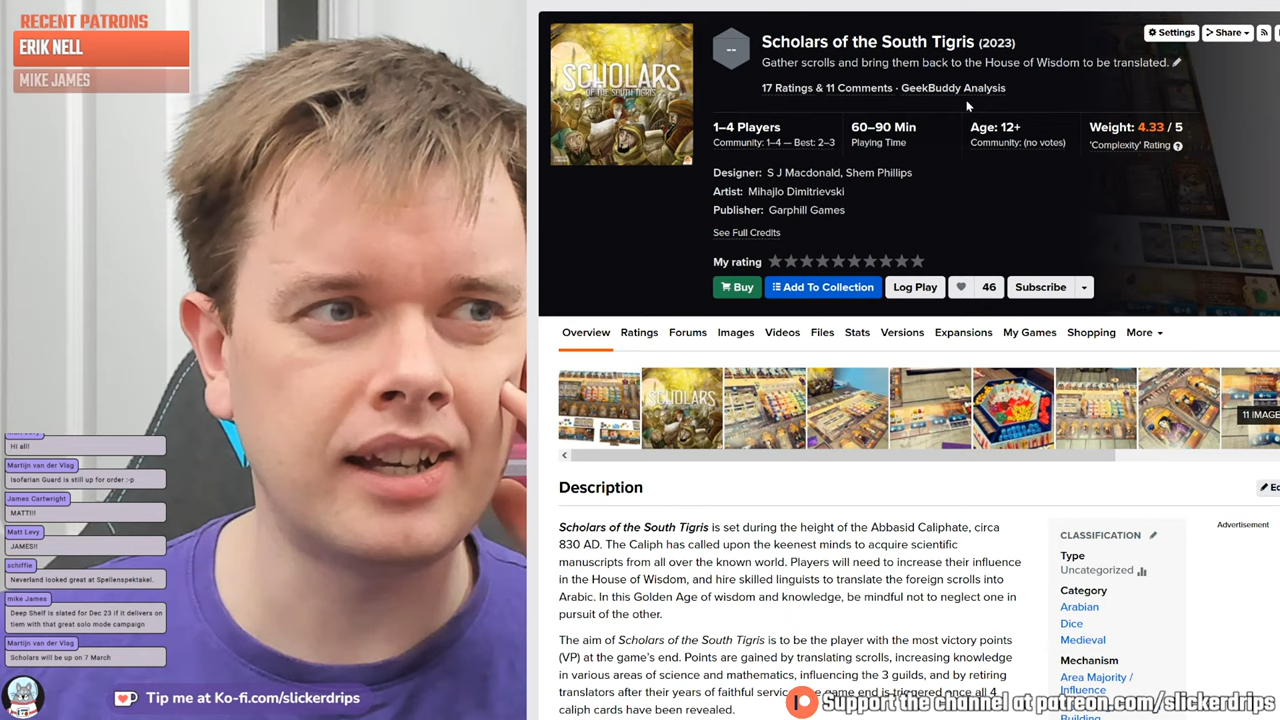 RECENT PATRONS
ERIK NELL
MIKE JAMES
Hi all!
Martijn van der Vlag
Isofarian Guard is still up for order :-p
James Cartwright
MATT!!!
Matt Levy
JAMES!!
schiffie
Neverland looked great at Spellenspektakel.
mike James
Deep Shelf is slated for Dec 23 if it delivers on
tiem with that great solo mode campaign
Martijn van der Vlag
Scholars will be up on 7 March
Tip me at Ko-fi.com/slickerdrips
SCHOLARS
OF THE SOUTH TIGRIS
--
Scholars of the South Tigris (2023)
Gather scrolls and bring them back to the House of Wisdom to be translated.
17 Ratings & 11 Comments · GeekBuddy Analysis
Settings
Share
1–4 Players
Community: 1–4 — Best: 2–3
60–90 Min
Playing Time
Age: 12+
Community: (no votes)
Weight: 4.33 / 5
'Complexity' Rating
Designer: S J Macdonald, Shem Phillips
Artist: Mihajlo Dimitrievski
Publisher: Garphill Games
See Full Credits
My rating
Buy
Add To Collection
Log Play
46
Subscribe
Overview Ratings Forums Images Videos Files Stats Versions Expansions My Games Shopping More
11 IMAGE
Description
Scholars of the South Tigris is set during the height of the Abbasid Caliphate, circa
830 AD. The Caliph has called upon the keenest minds to acquire scientific
manuscripts from all over the known world. Players will need to increase their influence
in the House of Wisdom, and hire skilled linguists to translate the foreign scrolls into
Arabic. In this Golden Age of wisdom and knowledge, be mindful not to neglect one in
pursuit of the other.
The aim of Scholars of the South Tigris is to be the player with the most victory points
(VP) at the game's end. Points are gained by translating scrolls, increasing knowledge
in various areas of science and mathematics, influencing the 3 guilds, and by retiring
translators after their years of faithful game end is triggered once all 4
caliph cards have been revealed.
CLASSIFICATION
Type
Uncategorized
Category
Arabian
Dice
Medieval
Mechanism
Area Majority /
Influence
Advertisement
Support the channel at patreon.com/slickerdrips